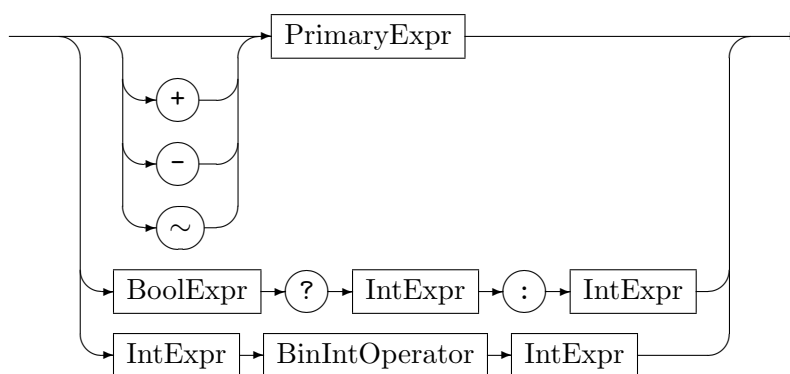 PrimaryExpr
+
-
~
BoolExpr ? IntExpr : IntExpr
IntExpr BinIntOperator IntExpr